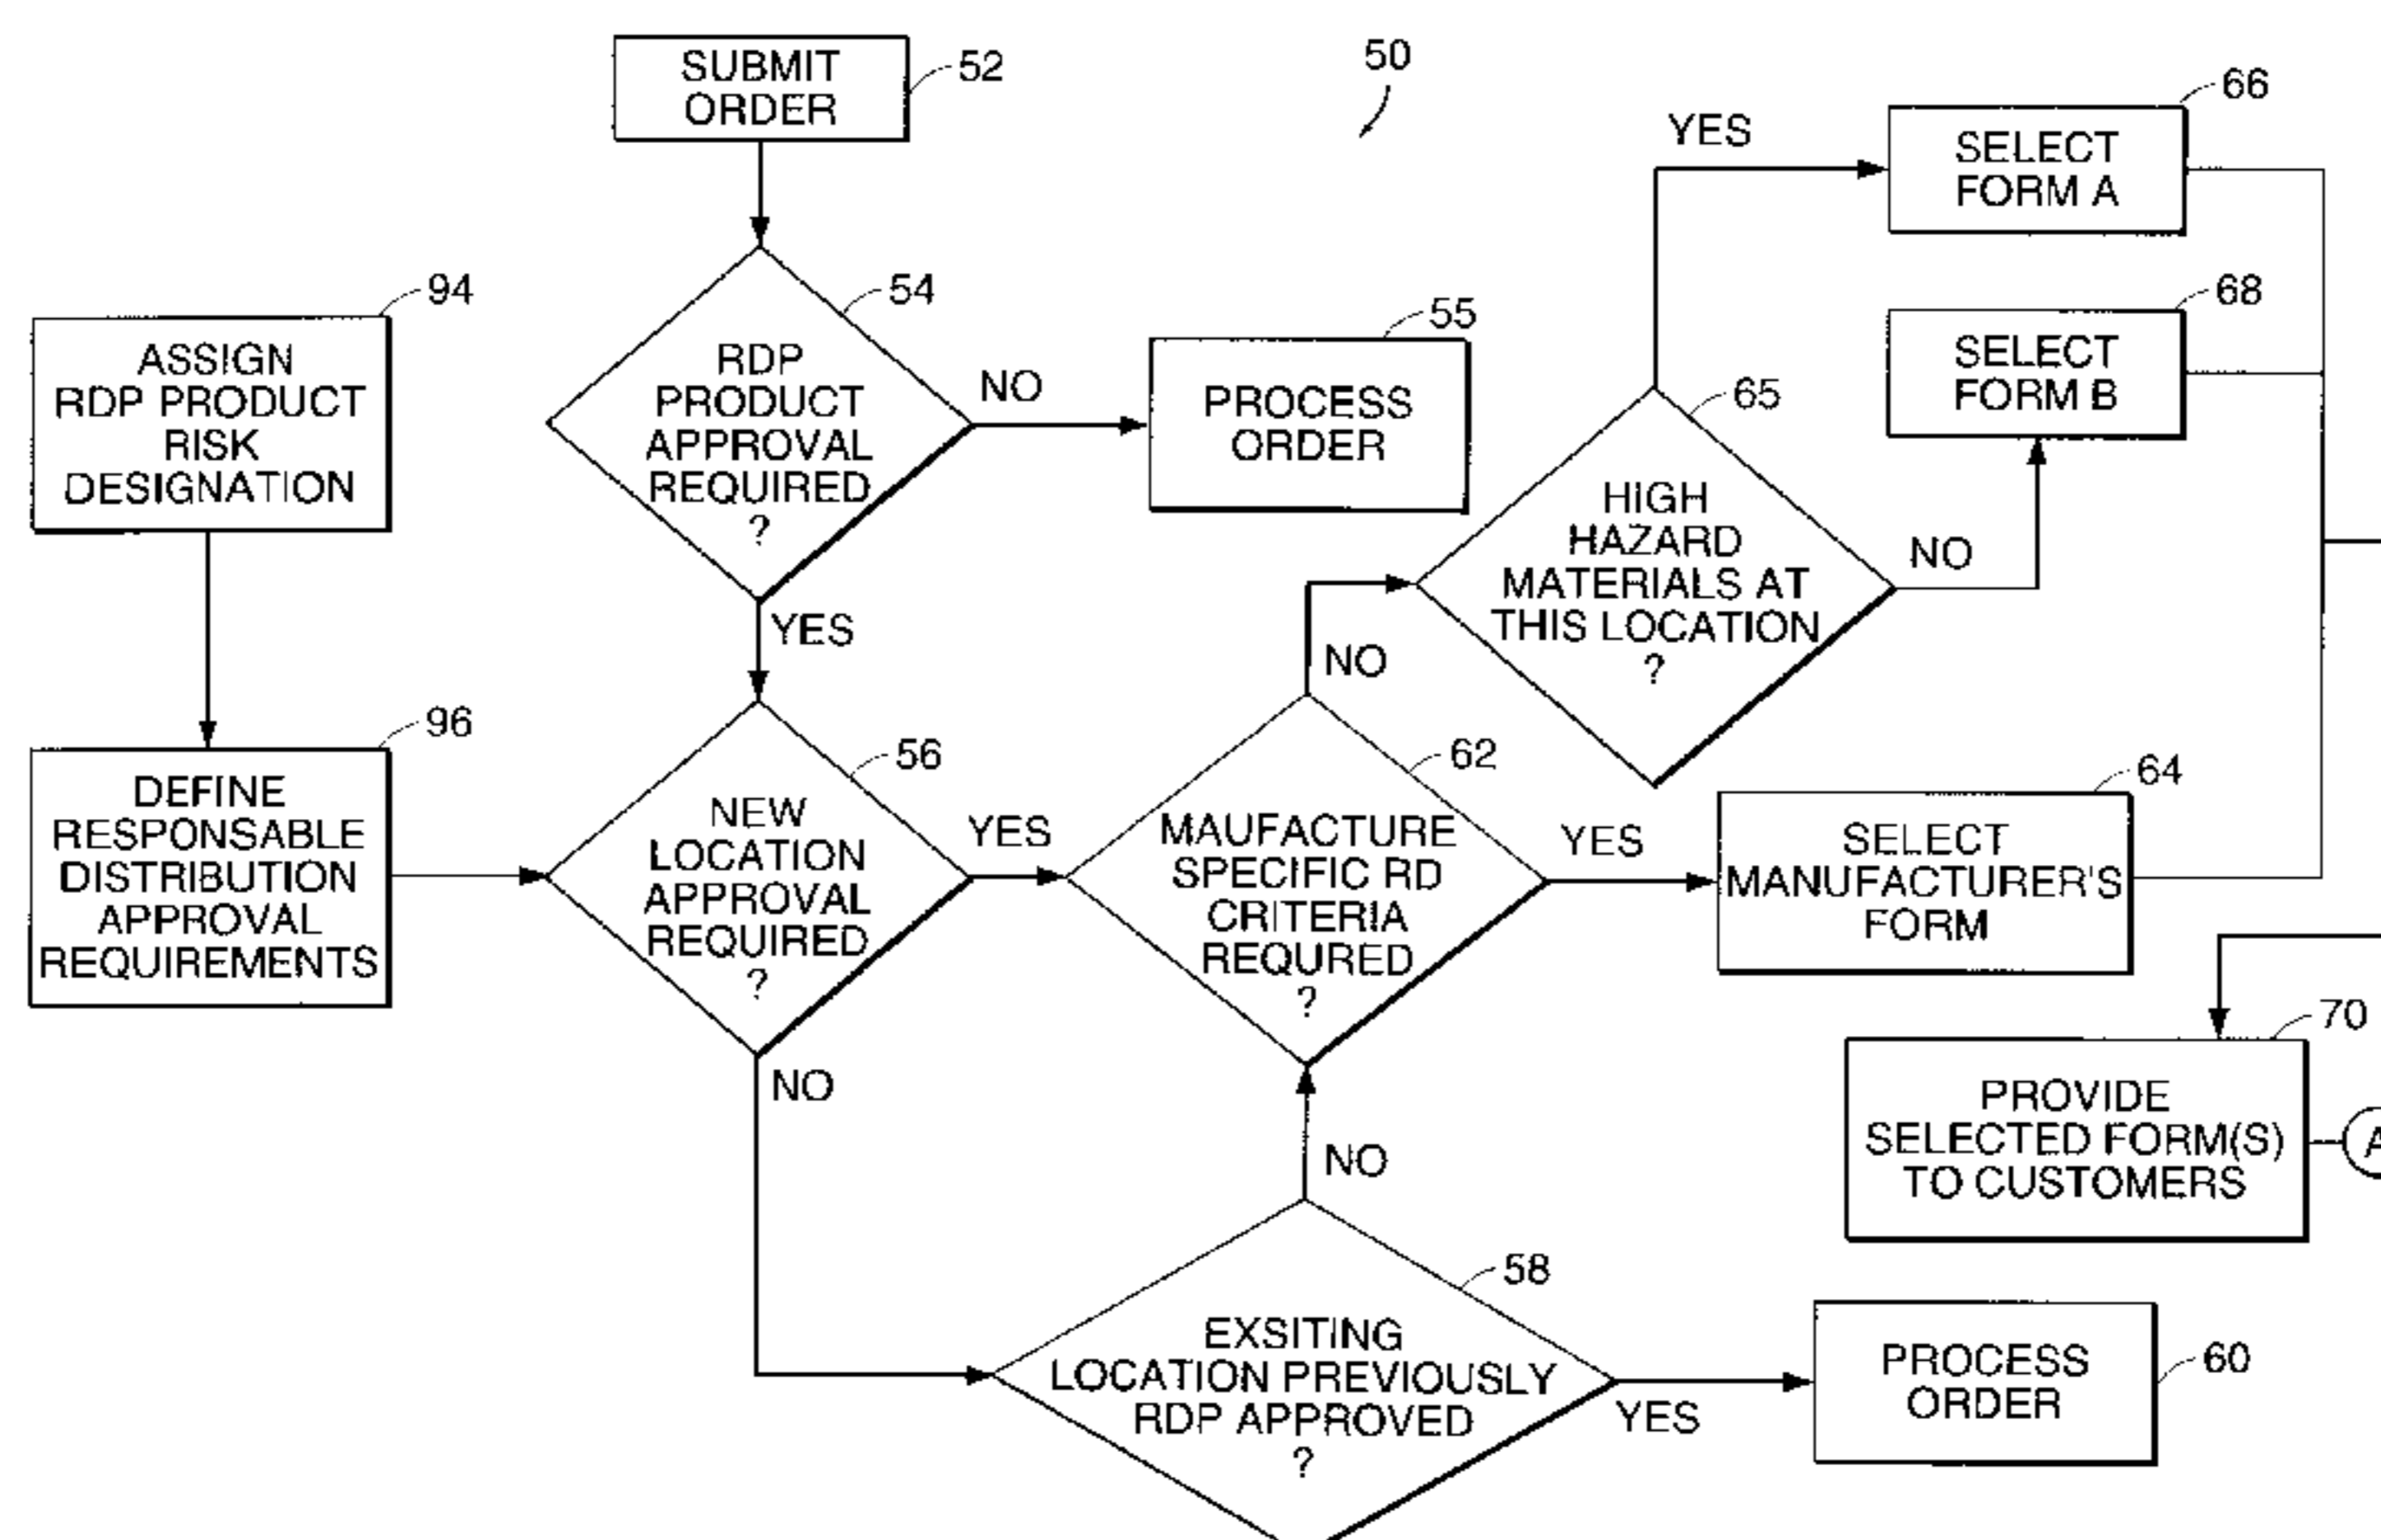 SUBMIT
ORDER
52
50
66
YES
SELECT
FORM A
94
54
55
68
ASSIGN
RDP PRODUCT
RISK
DESIGNATION
RDP
PRODUCT
APPROVAL
REQUIRED
?
NO
PROCESS
ORDER
SELECT
FORM B
65
HIGH
HAZARD
MATERIALS AT
THIS LOCATION
?
NO
YES
NO
96
56
62
64
DEFINE
RESPONSABLE
DISTRIBUTION
APPROVAL
REQUIREMENTS
NEW
LOCATION
APPROVAL
REQUIRED
?
YES
MAUFACTURE
SPECIFIC RD
CRITERIA
REQURED
?
YES
SELECT
MANUFACTURER'S
FORM
70
NO
PROVIDE
SELECTED FORM(S)
TO CUSTOMERS
A
NO
58
EXSITING
LOCATION PREVIOUSLY
RDP APPROVED
?
YES
PROCESS
ORDER
60